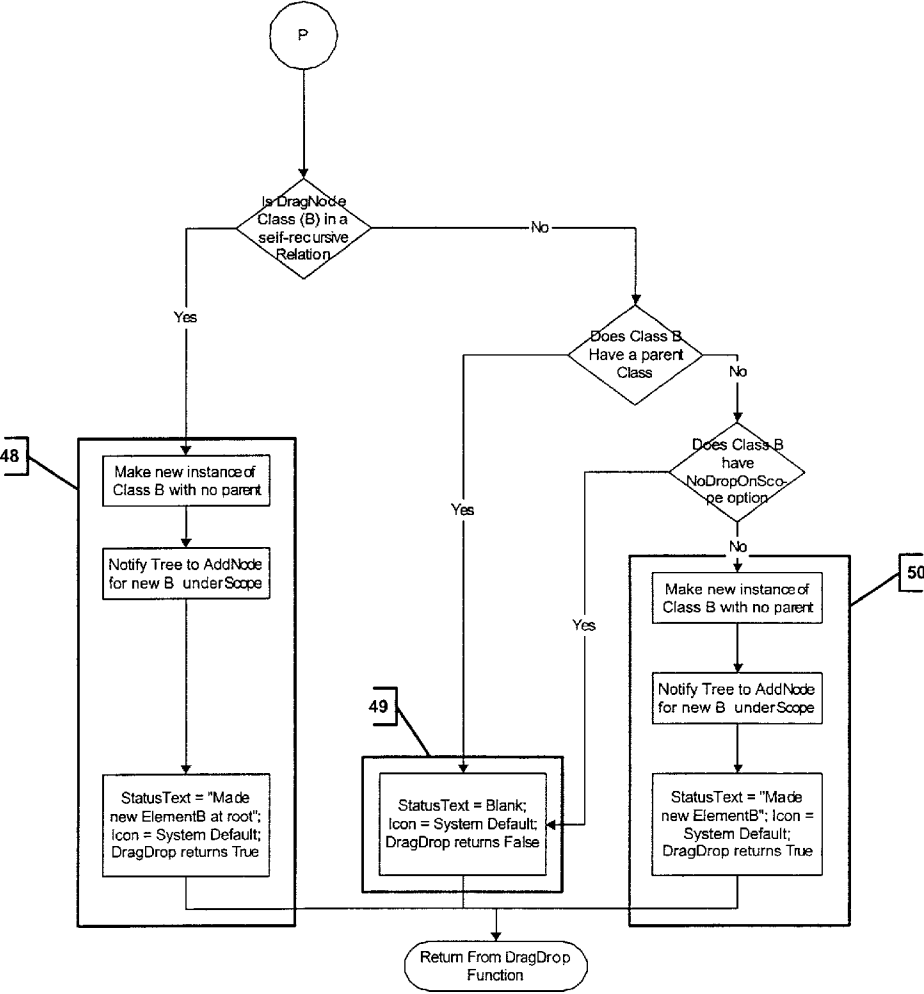 P
Is DragNode
Class (B) in a
self-recursive
Relation
No
Yes
Does Class B
Have a parent
Class
No
Does Class B
have
NoDropOnSco-
pe option
48
Make new instance of
Class B with no parent
Yes
No
Notify Tree to AddNode
for new B underScope
50
Make new instance of
Class B with no parent
Yes
Notify Tree to AddNode
for new B underScope
49
StatusText = "Made
new ElementB at root";
Icon = System Default;
DragDrop returns True
StatusText = Blank;
Icon = System Default;
DragDrop returns False
StatusText = "Made
new ElementB"; Icon =
System Default;
DragDrop returns True
Return From DragDrop
Function